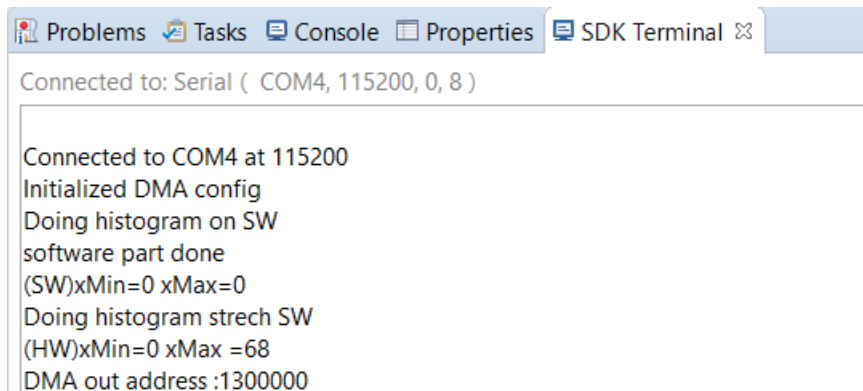 Problems Tasks Console Properties SDK Terminal
Connected to: Serial ( COM4, 115200, 0, 8 )
Connected to COM4 at 115200
Initialized DMA config
Doing histogram on SW
software part done
(SW)xMin=0 xMax=0
Doing histogram strech SW
(HW)xMin=0 xMax =68
DMA out address :1300000